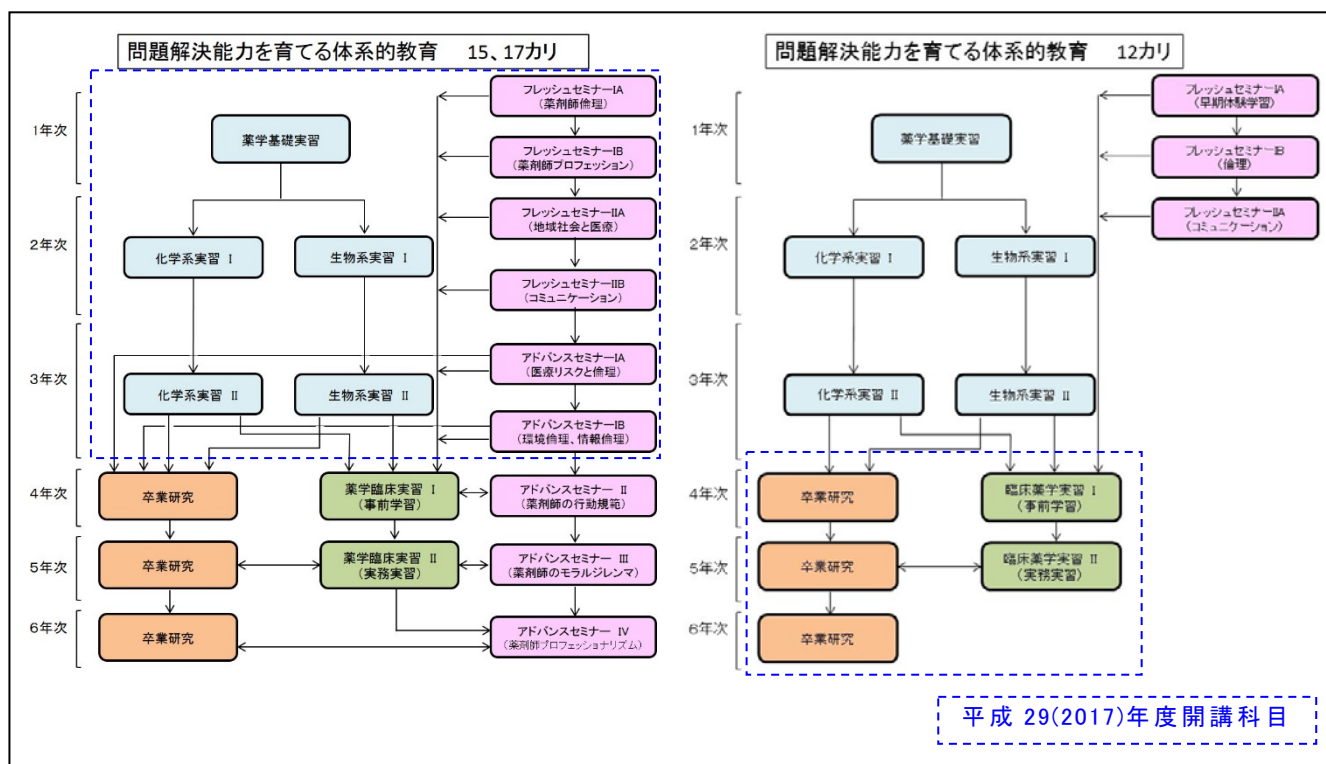 問題解決能力を育てる体系的教育 15、17カリ
1年次
2年次
3年次
4年次
5年次
6年次
薬学基礎実習
化学系実習 I
生物系実習 I
化学系実習 II
生物系実習 II
卒業研究
薬学臨床実習 I
(事前学習)
卒業研究
薬学臨床実習 II
(実務実習)
卒業研究
フレッシュセミナーIA
(薬剤師倫理)
フレッシュセミナーIB
(薬剤師プロフェッション)
フレッシュセミナーIIA
(地域社会と医療)
フレッシュセミナーIIB
(コミュニケーション)
アドバンスセミナーIA
(医療リスクと倫理)
アドバンスセミナーIB
(環境倫理、情報倫理)
アドバンスセミナー II
(薬剤師の行動規範)
アドバンスセミナー III
(薬剤師のモラルジレンマ)
アドバンスセミナー IV
(薬剤師プロフェッショナリズム)
問題解決能力を育てる体系的教育 12カリ
1年次
2年次
3年次
4年次
5年次
6年次
薬学基礎実習
化学系実習 I
生物系実習 I
化学系実習 II
生物系実習 II
卒業研究
臨床薬学実習 I
(事前学習)
卒業研究
臨床薬学実習 II
(実務実習)
卒業研究
フレッシュセミナーIA
(早期体験学習)
フレッシュセミナーIB
(倫理)
フレッシュセミナーIIA
(コミュニケーション)
平成 29(2017)年度開講科目